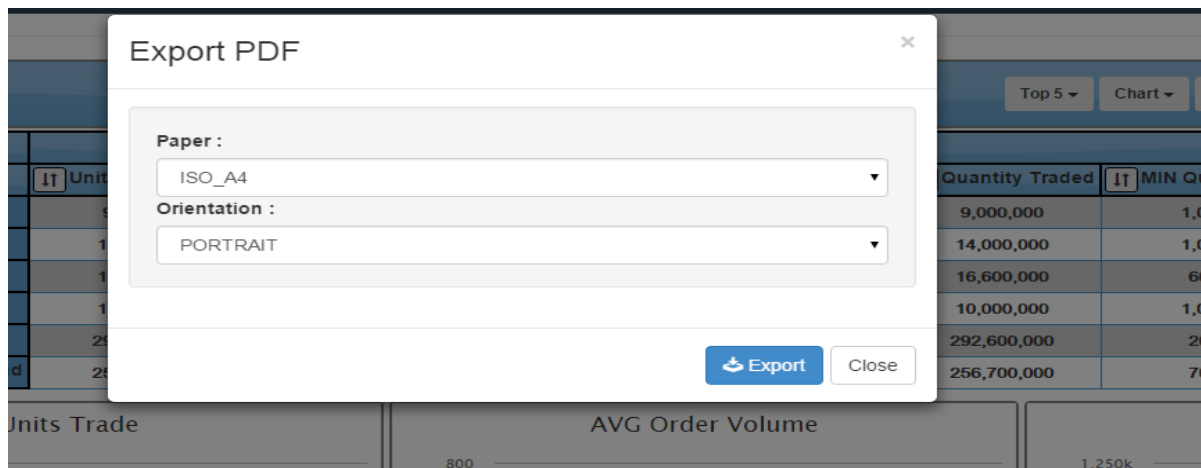 Export PDF
×
Top 5
Chart
Paper :
ISO_A4
Orientation :
PORTRAIT
Unit
Quantity Traded
MIN Q
9,000,000
14,000,000
16,600,000
10,000,000
292,600,000
256,700,000
Export
Close
Units Trade
AVG Order Volume
800
1,250k